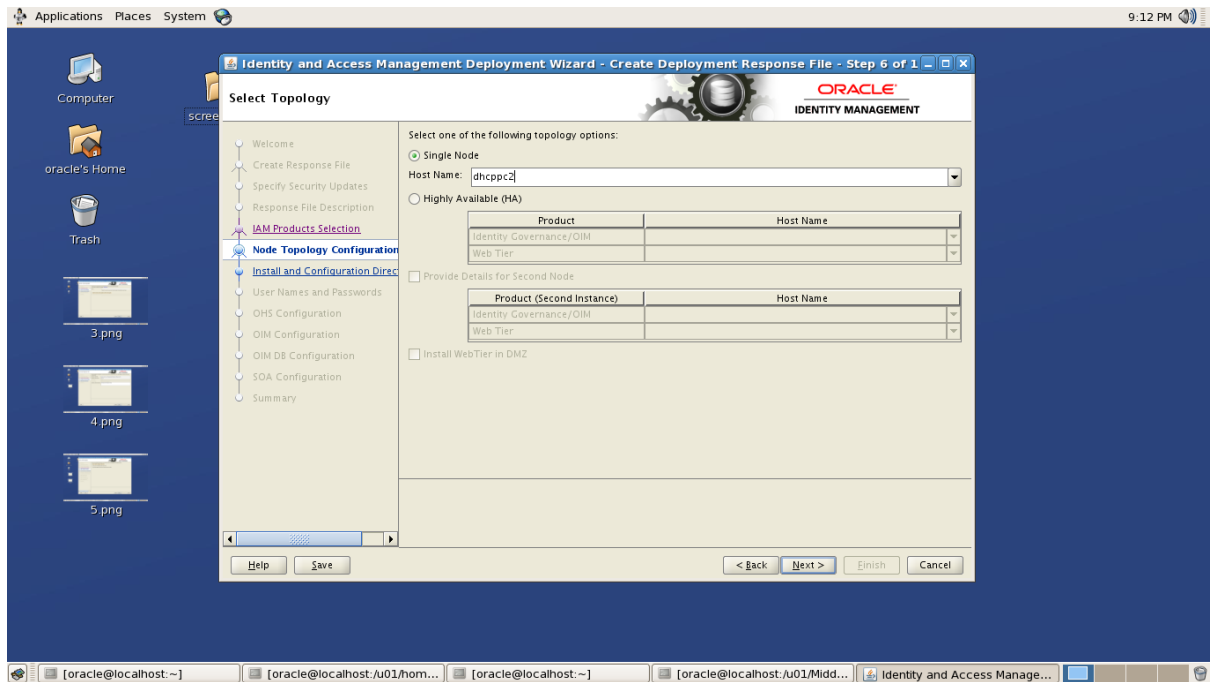 Applications Places System
9:12 PM
Computer
oracle's Home
Trash
3.png
4.png
5.png
scree
Identity and Access Management Deployment Wizard - Create Deployment Response File - Step 6 of 1
Select Topology
ORACLE
IDENTITY MANAGEMENT
Welcome
Create Response File
Specify Security Updates
Response File Description
IAM Products Selection
Node Topology Configuration
Install and Configuration Direc
User Names and Passwords
OHS Configuration
OIM Configuration
OIM DB Configuration
SOA Configuration
Summary
Select one of the following topology options:
Single Node
Host Name: dhcppc2
Highly Available (HA)
Product Host Name
Identity Governance/OIM
Web Tier
Provide Details for Second Node
Product (Second Instance) Host Name
Identity Governance/OIM
Web Tier
Install WebTier in DMZ
Help Save < Back Next > Finish Cancel
[oracle@localhost:~] [oracle@localhost:/u01/hom... [oracle@localhost:~] [oracle@localhost:/u01/Midd... Identity and Access Manage...